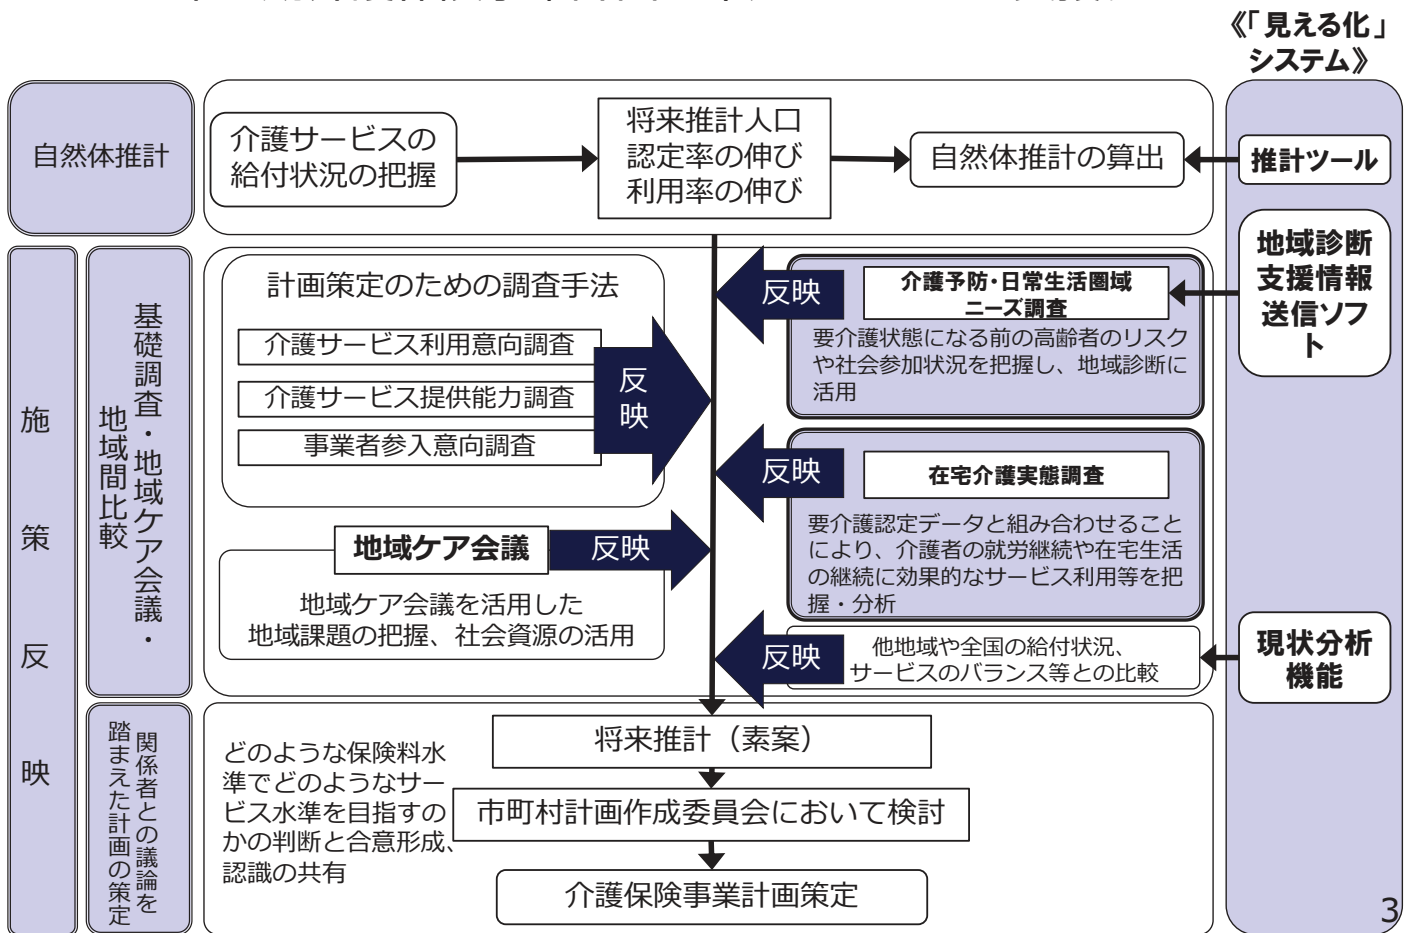 《「見える化」
システム》
自然体推計
介護サービスの
給付状況の把握
将来推計人口
認定率の伸び
利用率の伸び
自然体推計の算出
推計ツール
地域診断
支援情報
送信ソフ
ト
施策反映
基礎調査・地域ケア会議・
地域間比較
計画策定のための調査手法
介護サービス利用意向調査
介護サービス提供能力調査
事業者参入意向調査
反
映
反映
介護予防・日常生活圏域
ニーズ調査
要介護状態になる前の高齢者のリスク
や社会参加状況を把握し、地域診断に
活用
反映
在宅介護実態調査
要介護認定データと組み合わせること
により、介護者の就労継続や在宅生活
の継続に効果的なサービス利用等を把
握・分析
地域ケア会議
反映
地域ケア会議を活用した
地域課題の把握、社会資源の活用
反映
他地域や全国の給付状況、
サービスのバランス等との比較
現状分析
機能
関係者との議論を
踏まえた計画の策定
どのような保険料水
準でどのようなサー
ビス水準を目指すの
かの判断と合意形成、
認識の共有
将来推計（素案）
市町村計画作成委員会において検討
介護保険事業計画策定
3